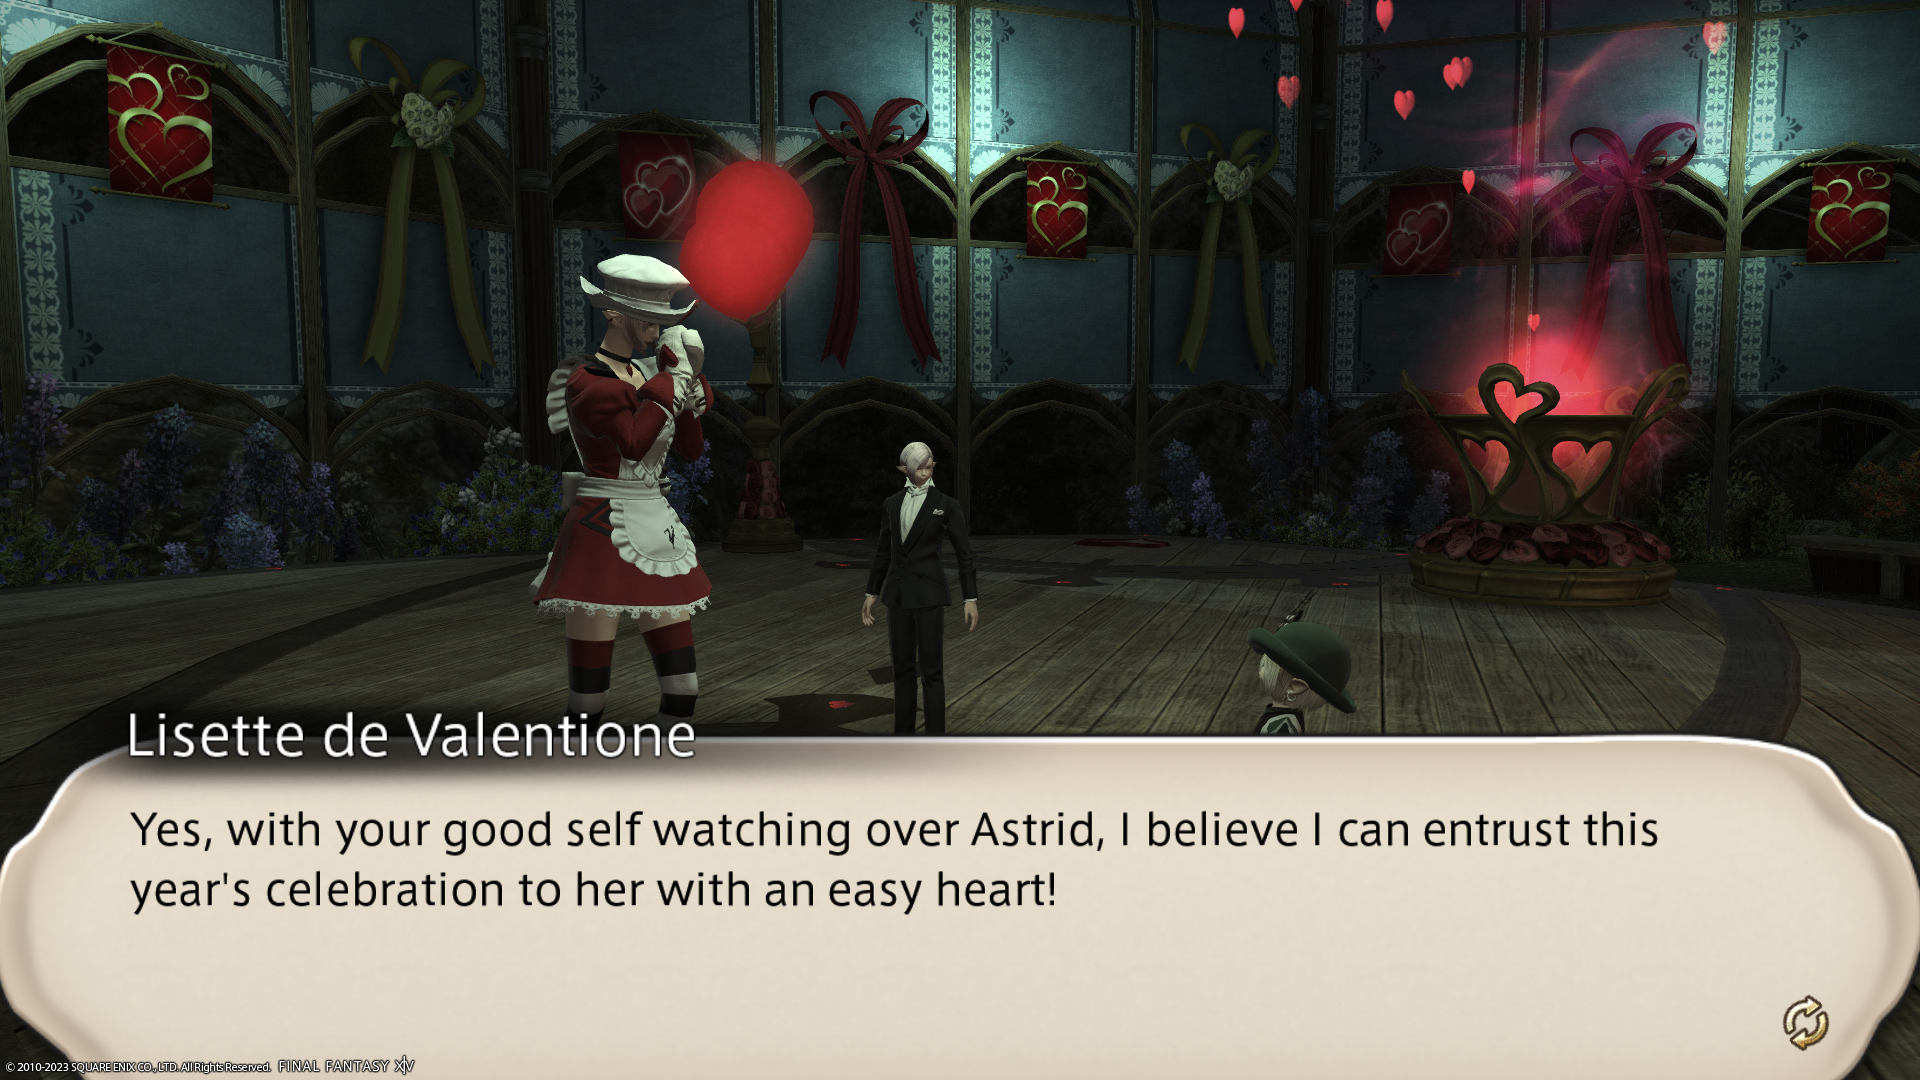 Lisette de Valentione
Yes, with your good self watching over Astrid, I believe I can entrust this
year's celebration to her with an easy heart!
© 2010-2023 SQUARE ENIX CO., LTD. All Rights Reserved. FINAL FANTASY XIV